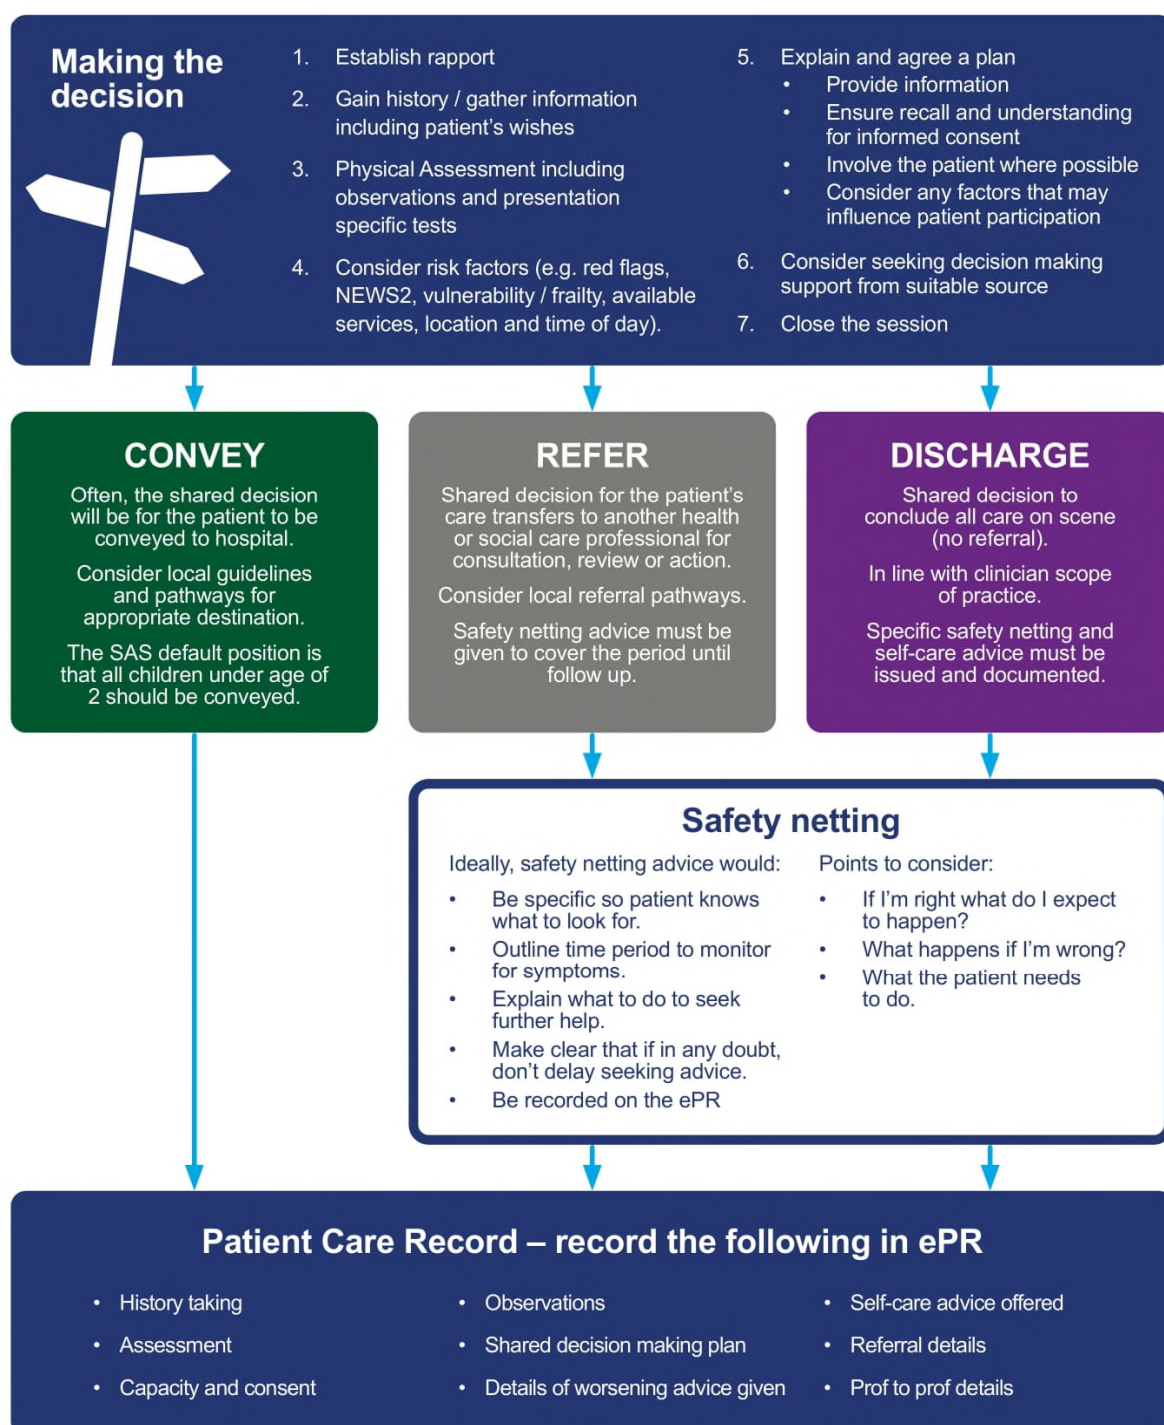 Making the
decision
1. Establish rapport
2. Gain history / gather information
including patient's wishes
3. Physical Assessment including
observations and presentation
specific tests
4. Consider risk factors (e.g. red flags,
NEWS2, vulnerability / frailty, available
services, location and time of day).
5. Explain and agree a plan
• Provide information
• Ensure recall and understanding
for informed consent
• Involve the patient where possible
• Consider any factors that may
influence patient participation
6. Consider seeking decision making
support from suitable source
7. Close the session
CONVEY
Often, the shared decision
will be for the patient to be
conveyed to hospital.
Consider local guidelines
and pathways for
appropriate destination.
The SAS default position is
that all children under age of
2 should be conveyed.
REFER
Shared decision for the patient's
care transfers to another health
or social care professional for
consultation, review or action.
Consider local referral pathways.
Safety netting advice must be
given to cover the period until
follow up.
DISCHARGE
Shared decision to
conclude all care on scene
(no referral).
In line with clinician scope
of practice.
Specific safety netting and
self-care advice must be
issued and documented.
Safety netting
Ideally, safety netting advice would:
• Be specific so patient knows
what to look for.
• Outline time period to monitor
for symptoms.
• Explain what to do to seek
further help.
• Make clear that if in any doubt,
don't delay seeking advice.
• Be recorded on the ePR
Points to consider:
• If I'm right what do I expect
to happen?
• What happens if I'm wrong?
• What the patient needs
to do.
Patient Care Record – record the following in ePR
• History taking
• Assessment
• Capacity and consent
• Observations
• Shared decision making plan
• Details of worsening advice given
• Self-care advice offered
• Referral details
• Prof to prof details